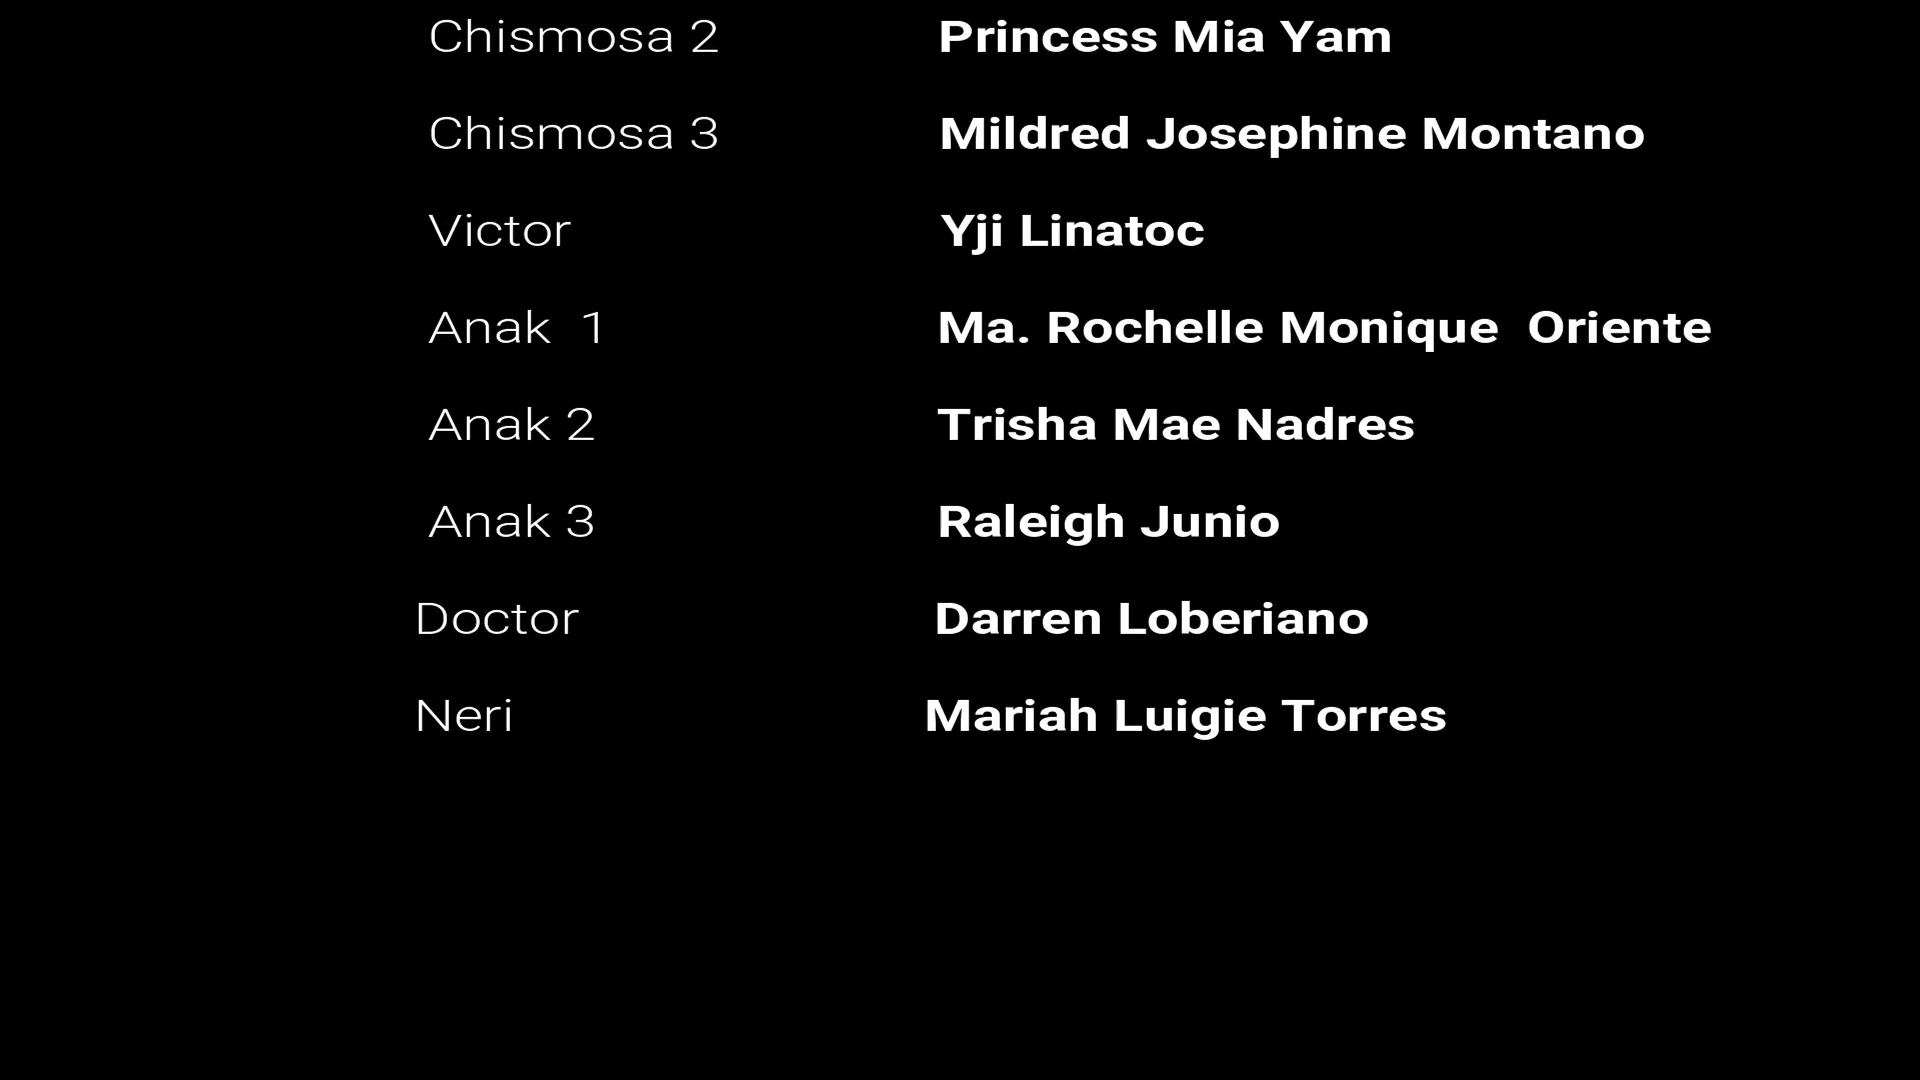 Chismosa 2 Princess Mia Yam
Chismosa 3 Mildred Josephine Montano
Victor Yji Linatoc
Anak 1 Ma. Rochelle Monique Oriente
Anak 2 Trisha Mae Nadres
Anak 3 Raleigh Junio
Doctor Darren Loberiano
Neri Mariah Luigie Torres